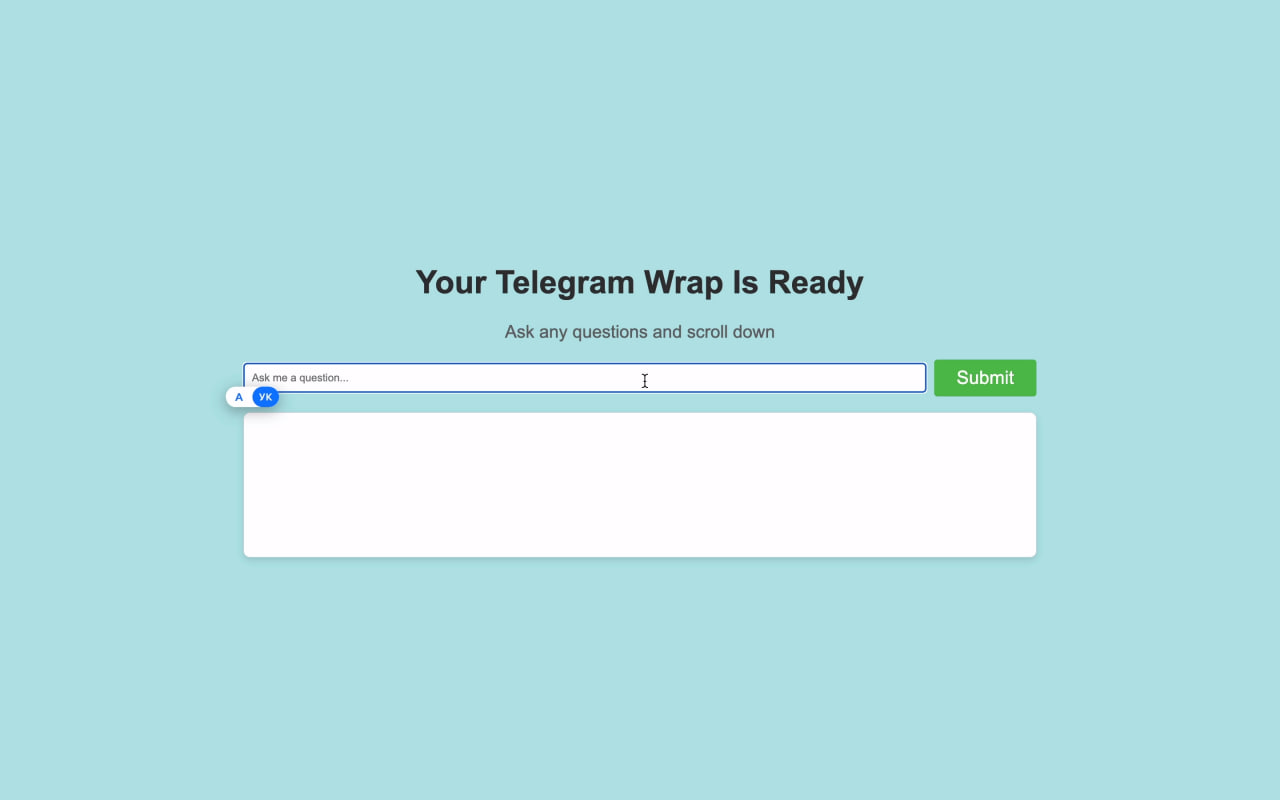 Your Telegram Wrap Is Ready
Ask any questions and scroll down
Ask me a question...
Submit
A УК